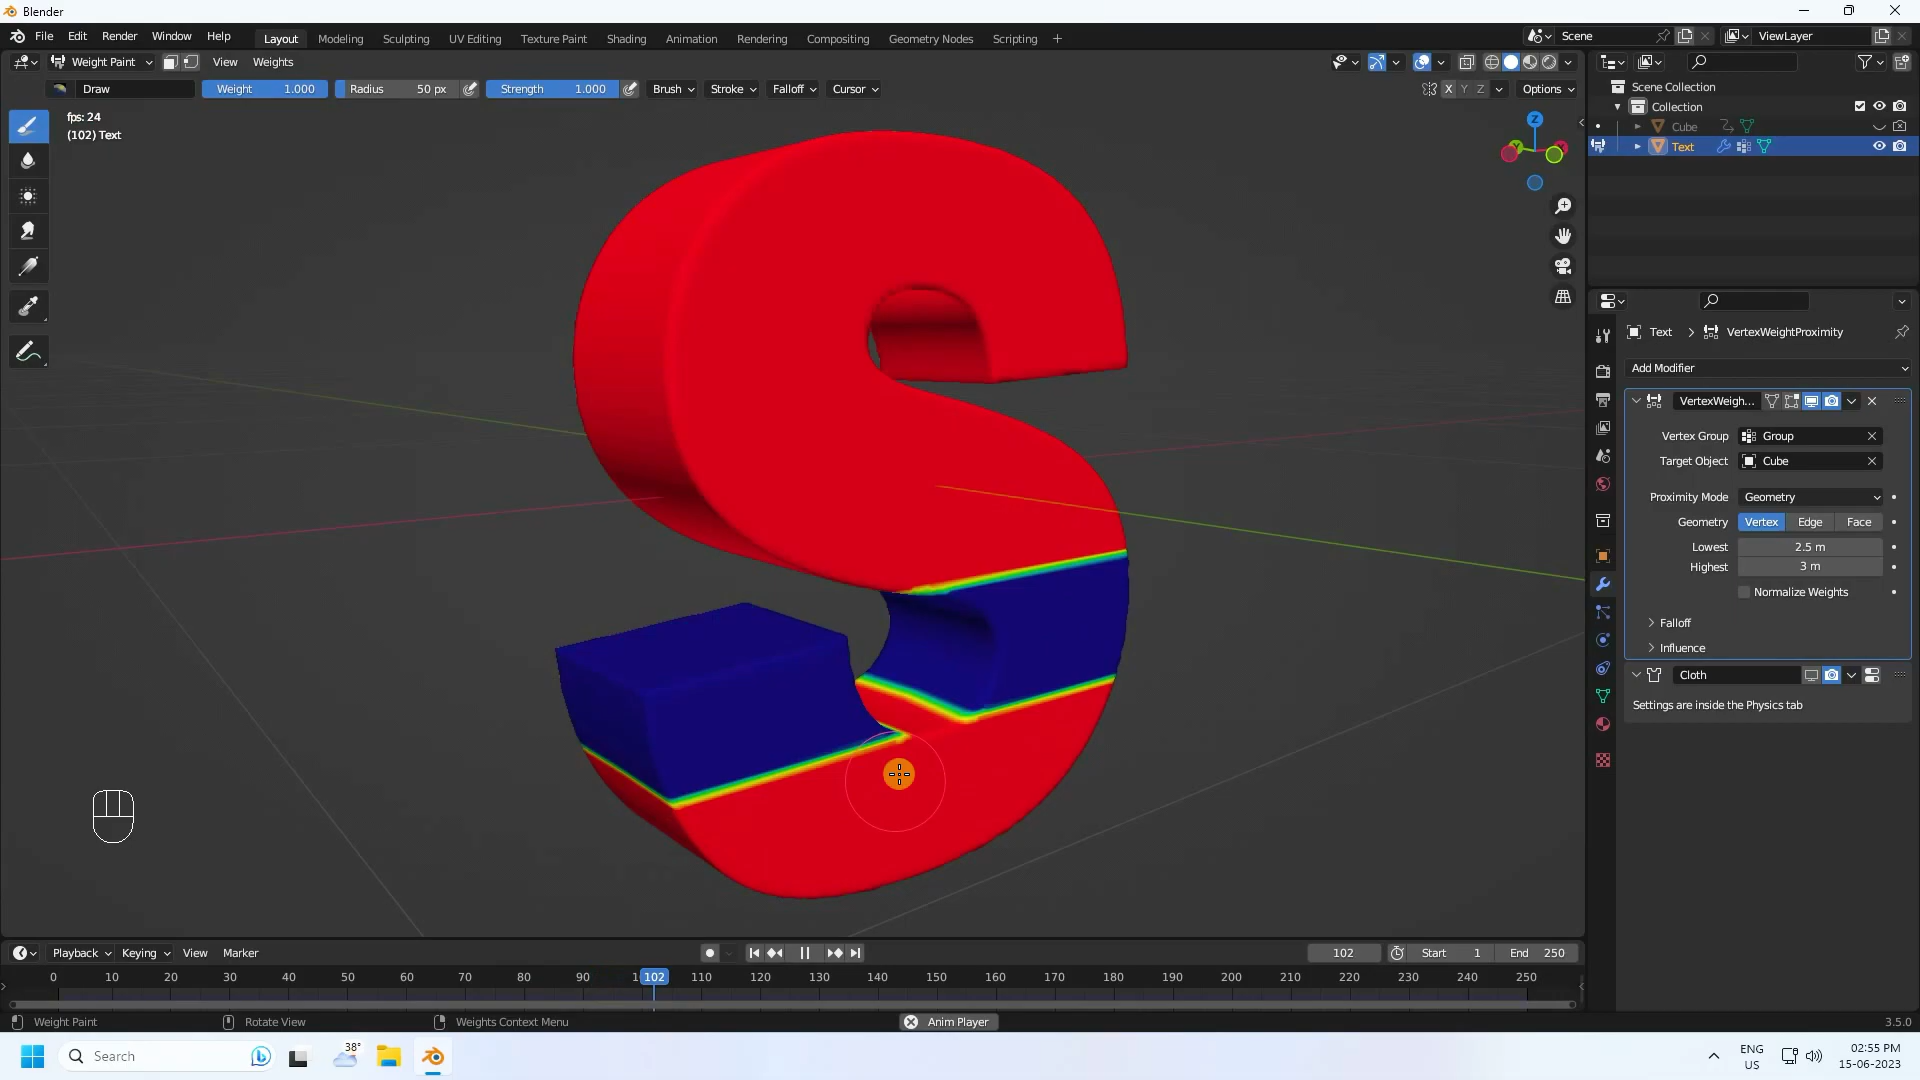 Blender
File Edit Render Window Help Layout Modeling Sculpting UV Editing Texture Paint Shading Animation Rendering Compositing Geometry Nodes Scripting + Scene ViewLayer
Weight Paint View Weights
Draw Weight 1.000 Radius 50 px Strength 1.000 Brush Stroke Falloff Cursor X Y Z Options
fps: 24
(102) Text
Z
Scene Collection
Collection
Cube
Text
Text > VertexWeightProximity
Add Modifier
VertexWeigh...
Vertex Group Group
Target Object Cube
Proximity Mode Geometry
Geometry Vertex Edge Face
Lowest 2.5 m
Highest 3 m
Normalize Weights
Falloff
Influence
Cloth
Settings are inside the Physics tab
Playback Keying View Marker 102 Start 1 End 250
0 10 20 30 40 50 60 70 80 90 1 102 110 120 130 140 150 160 170 180 190 200 210 220 230 240 250
Weight Paint Rotate View Weights Context Menu Anim Player 3.5.0
Search 38° ENG US 02:55 PM 15-06-2023